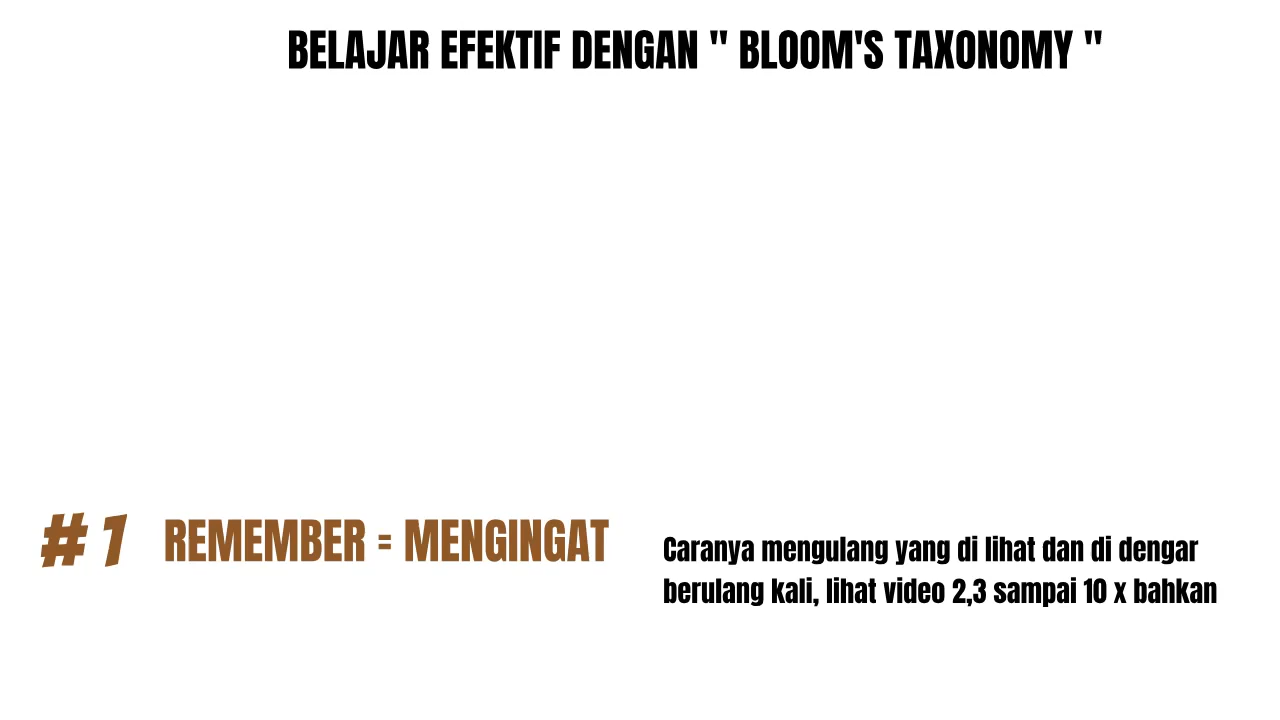 BELAJAR EFEKTIF DENGAN " BLOOM'S TAXONOMY "
# 1 REMEMBER = MENGINGAT
Caranya mengulang yang di lihat dan di dengar
berulang kali, lihat video 2,3 sampai 10 x bahkan